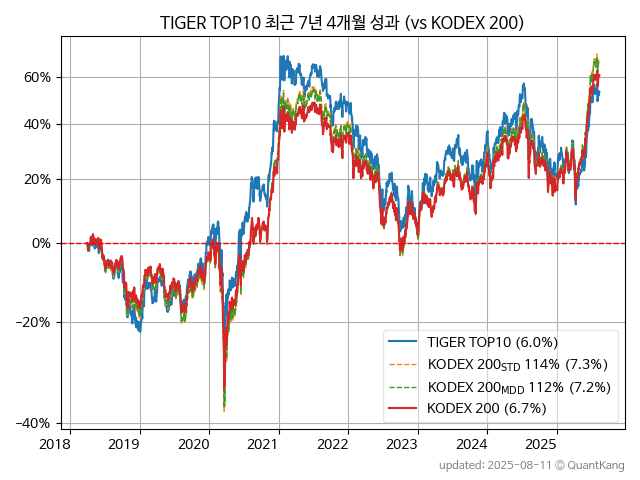 TIGER TOP10 최근 7년 4개월 성과 (vs KODEX 200)
60%
40%
20%
0%
−20%
−40%
TIGER TOP10 (6.0%)
KODEX 200STD 114% (7.3%)
KODEX 200MDD 112% (7.2%)
KODEX 200 (6.7%)
2018 2019 2020 2021 2022 2023 2024 2025
updated: 2025-08-11 © QuantKang